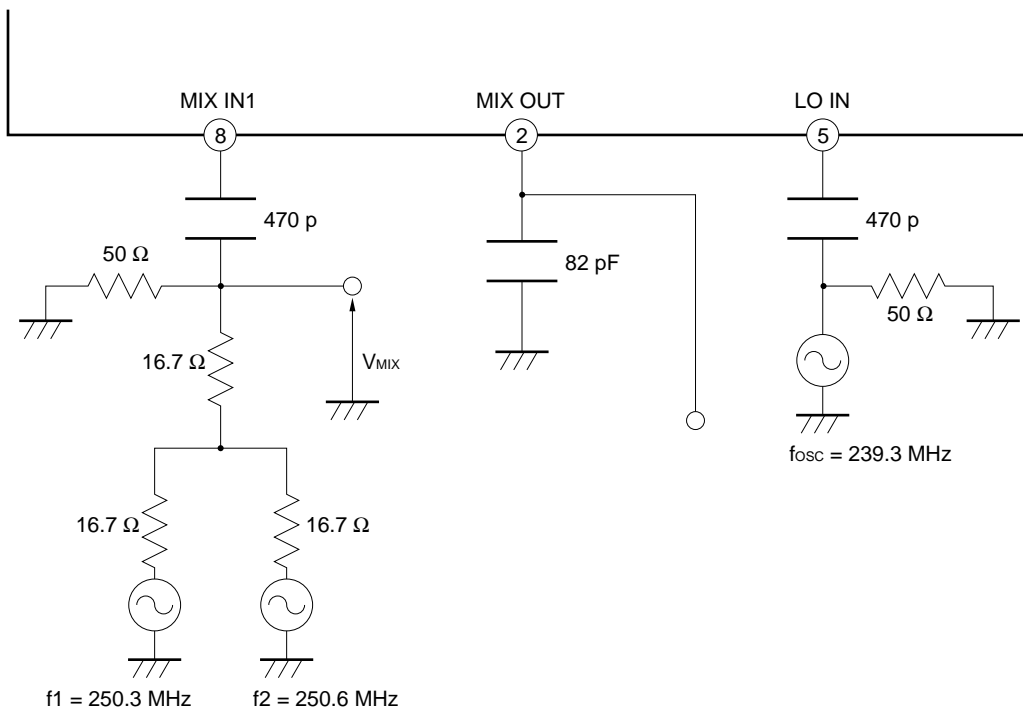 MIX IN1
MIX OUT
LO IN
8
2
5
470 p
470 p
50 Ω
82 pF
50 Ω
16.7 Ω
VMIX
fosc = 239.3 MHz
16.7 Ω
16.7 Ω
f1 = 250.3 MHz
f2 = 250.6 MHz